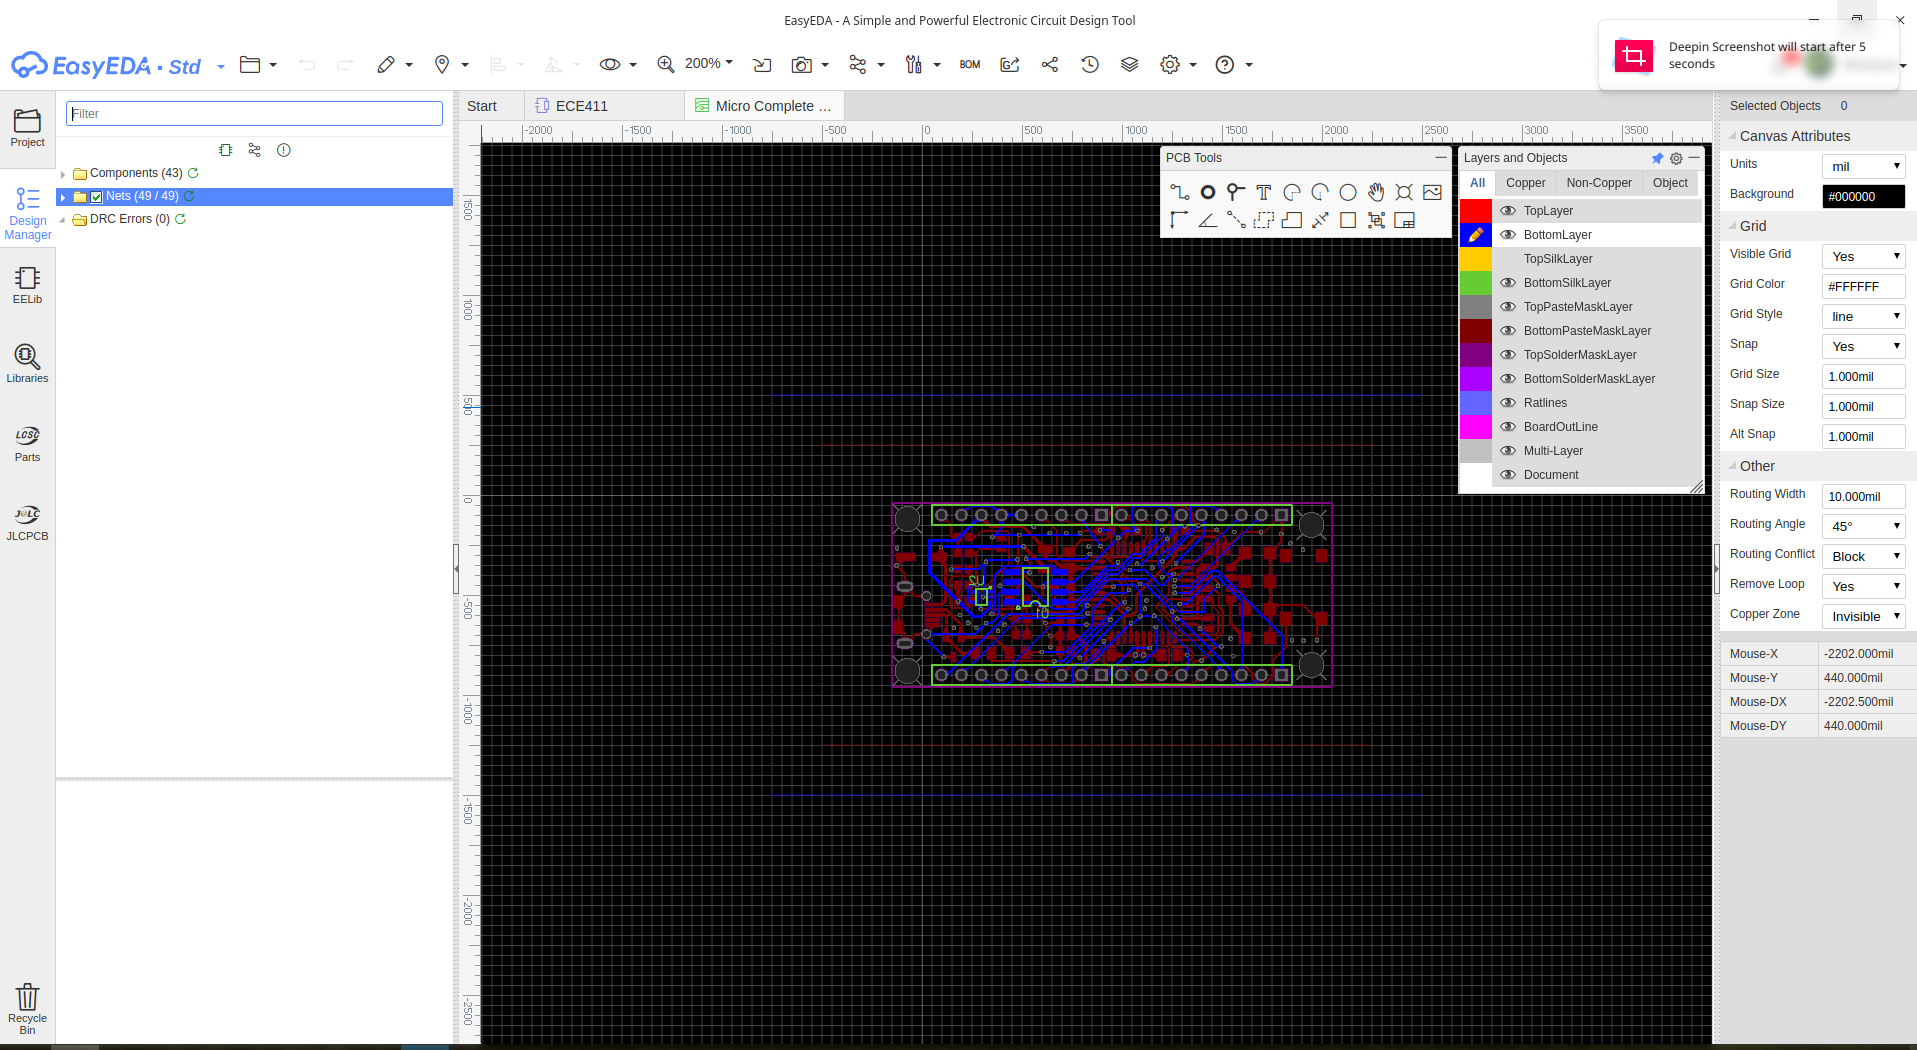 EasyEDA - A Simple and Powerful Electronic Circuit Design Tool
EasyEDA · Std
200%
BOM
Deepin Screenshot will start after 5
seconds
Project
Design
Manager
EELib
Libraries
LCSC
Parts
JLCPCB
Recycle
Bin
Filter
Components (43)
Nets (49 / 49)
DRC Errors (0)
Start
ECE411
Micro Complete ...
-2000
-1500
-1000
-500
0
500
1000
1500
2000
2500
3000
3500
1500
1000
500
0
-500
-1000
-1500
-2000
-2500
PCB Tools
Layers and Objects
All
Copper
Non-Copper
Object
TopLayer
BottomLayer
TopSilkLayer
BottomSilkLayer
TopPasteMaskLayer
BottomPasteMaskLayer
TopSolderMaskLayer
BottomSolderMaskLayer
Ratlines
BoardOutLine
Multi-Layer
Document
Selected Objects 0
Canvas Attributes
Units mil
Background #000000
Grid
Visible Grid Yes
Grid Color #FFFFFF
Grid Style line
Snap Yes
Grid Size 1.000mil
Snap Size 1.000mil
Alt Snap 1.000mil
Other
Routing Width 10.000mil
Routing Angle 45°
Routing Conflict Block
Remove Loop Yes
Copper Zone Invisible
Mouse-X -2202.000mil
Mouse-Y 440.000mil
Mouse-DX -2202.500mil
Mouse-DY 440.000mil